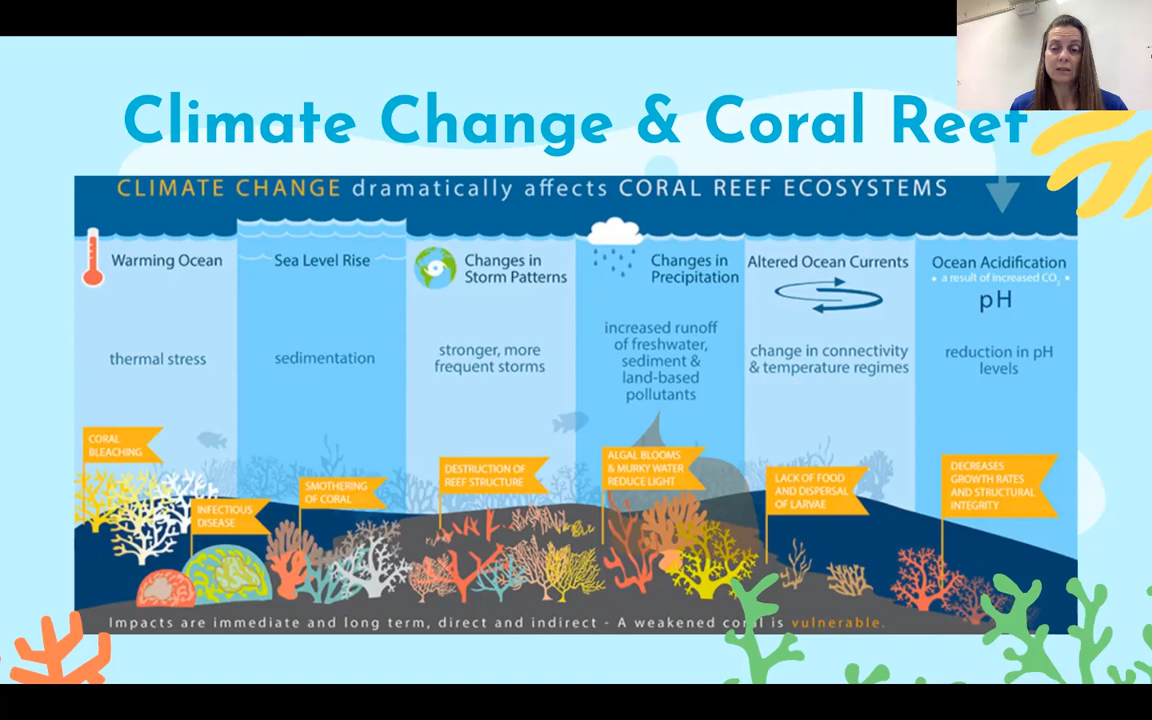 Climate Change & Coral Reef
CLIMATE CHANGE dramatically affects CORAL REEF ECOSYSTEMS
Warming Ocean
thermal stress
Sea Level Rise
sedimentation
Changes in
Storm Patterns
stronger, more
frequent storms
Changes in
Precipitation
increased runoff
of freshwater,
sediment &
land-based
pollutants
Altered Ocean Currents
change in connectivity
& temperature regimes
Ocean Acidification
• a result of increased CO₂ •
pH
reduction in pH
levels
CORAL
BLEACHING
INFECTIOUS
DISEASE
SMOTHERING
OF CORAL
DESTRUCTION OF
REEF STRUCTURE
ALGAL BLOOMS
& MURKY WATER
REDUCE LIGHT
LACK OF FOOD
AND DISPERSAL
OF LARVAE
DECREASES
GROWTH RATES
AND STRUCTURAL
INTEGRITY
Impacts are immediate and long term, direct and indirect - A weakened coral is vulnerable.